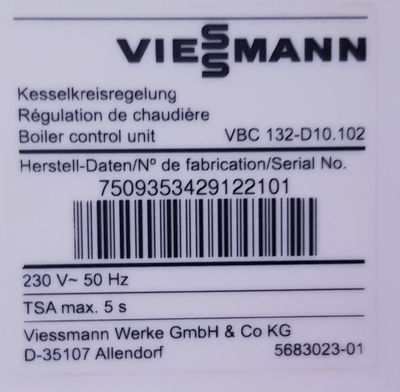 VIESSMANN
Kesselkreisregelung
Régulation de chaudière
Boiler control unit VBC 132-D10.102
Herstell-Daten/Nº de fabrication/Serial No.
7509353429122101
230 V~ 50 Hz
TSA max. 5 s
Viessmann Werke GmbH & Co KG
D-35107 Allendorf 5683023-01